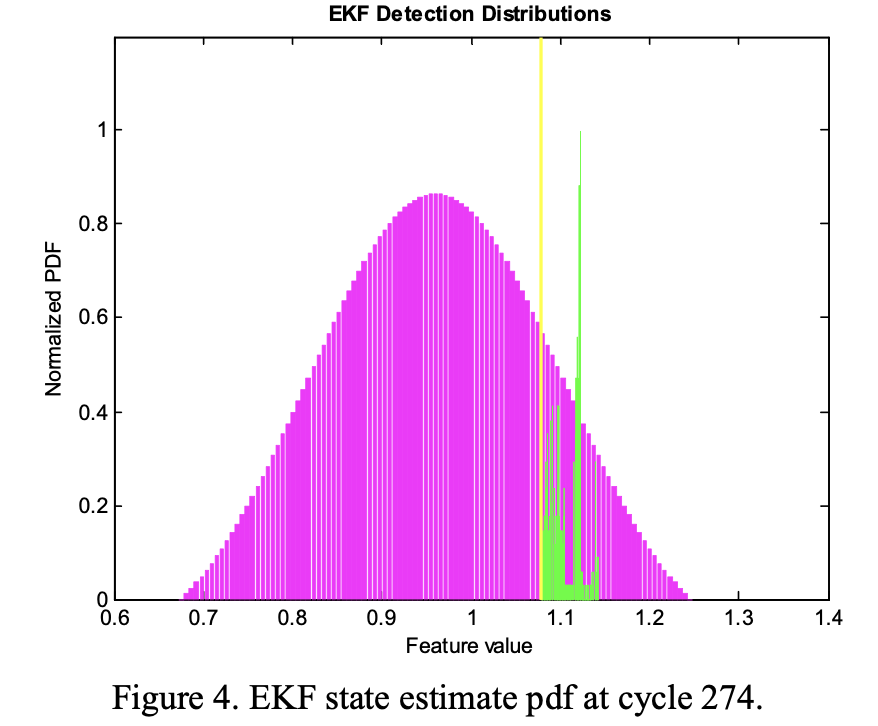 EKF Detection Distributions
Normalized PDF
1
0.8
0.6
0.4
0.2
0
0.6 0.7 0.8 0.9 1 1.1 1.2 1.3 1.4
Feature value
Figure 4. EKF state estimate pdf at cycle 274.